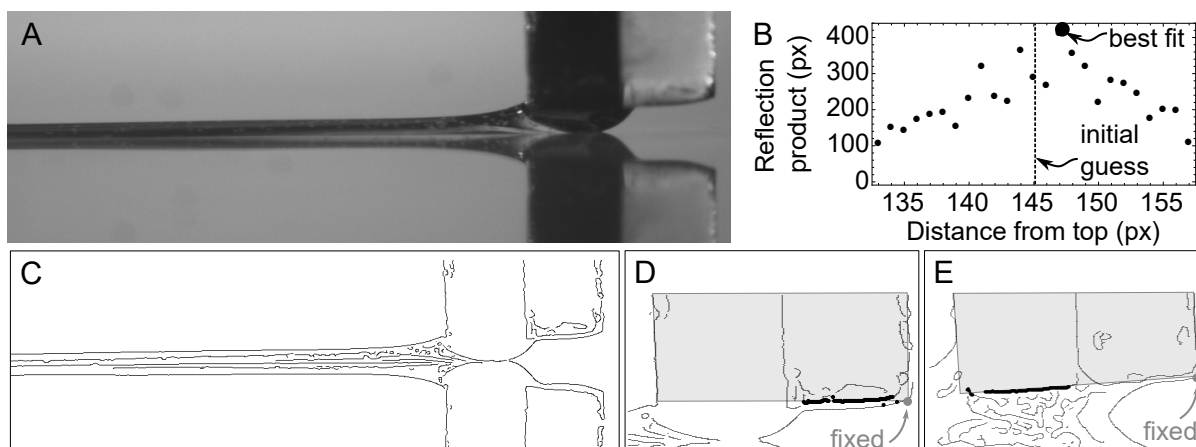 A
B
Reflection
product (px)
400
300
200
100
0
best fit
initial
guess
135
140
145
150
155
Distance from top (px)
C
D
fixed
E
fixed